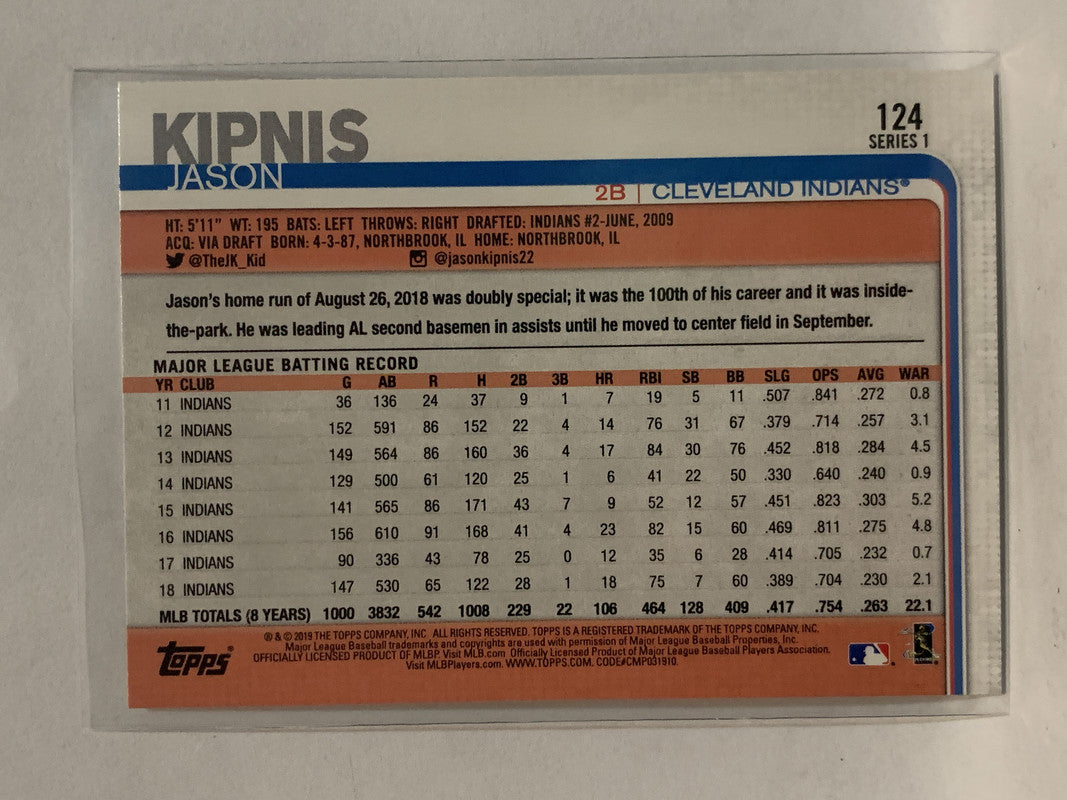 KIPNIS
JASON
124
SERIES 1
2B | CLEVELAND INDIANS®
HT: 5'11" WT: 195 BATS: LEFT THROWS: RIGHT DRAFTED: INDIANS #2-JUNE, 2009
ACQ: VIA DRAFT BORN: 4-3-87, NORTHBROOK, IL HOME: NORTHBROOK, IL
@TheJK_Kid @jasonkipnis22
Jason's home run of August 26, 2018 was doubly special; it was the 100th of his career and it was inside-
the-park. He was leading AL second basemen in assists until he moved to center field in September.
MAJOR LEAGUE BATTING RECORD
YR CLUB G AB R H 2B 3B HR RBI SB BB SLG OPS AVG WAR
11 INDIANS 36 136 24 37 9 1 7 19 5 11 .507 .841 .272 0.8
12 INDIANS 152 591 86 152 22 4 14 76 31 67 .379 .714 .257 3.1
13 INDIANS 149 564 86 160 36 4 17 84 30 76 .452 .818 .284 4.5
14 INDIANS 129 500 61 120 25 1 6 41 22 50 .330 .640 .240 0.9
15 INDIANS 141 565 86 171 43 7 9 52 12 57 .451 .823 .303 5.2
16 INDIANS 156 610 91 168 41 4 23 82 15 60 .469 .811 .275 4.8
17 INDIANS 90 336 43 78 25 0 12 35 6 28 .414 .705 .232 0.7
18 INDIANS 147 530 65 122 28 1 18 75 7 60 .389 .704 .230 2.1
MLB TOTALS (8 YEARS) 1000 3832 542 1008 229 22 106 464 128 409 .417 .754 .263 22.1
Topps®
® & © 2019 THE TOPPS COMPANY, INC. ALL RIGHTS RESERVED. TOPPS IS A REGISTERED TRADEMARK OF THE TOPPS COMPANY, INC.
Major League Baseball trademarks and copyrights are used with permission of Major League Baseball Properties, Inc.
OFFICIALLY LICENSED PRODUCT OF MLBP. Visit MLB.com Officially Licensed Product of Major League Baseball Players Association.
Visit MLBPlayers.com. WWW.TOPPS.COM. CODE#CMP031910.